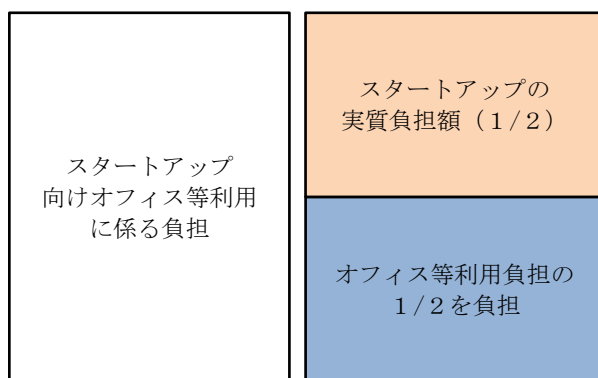 スタートアップ
向けオフィス等利用
に係る負担
スタートアップの
実質負担額（１/２）
オフィス等利用負担の
１/２を負担